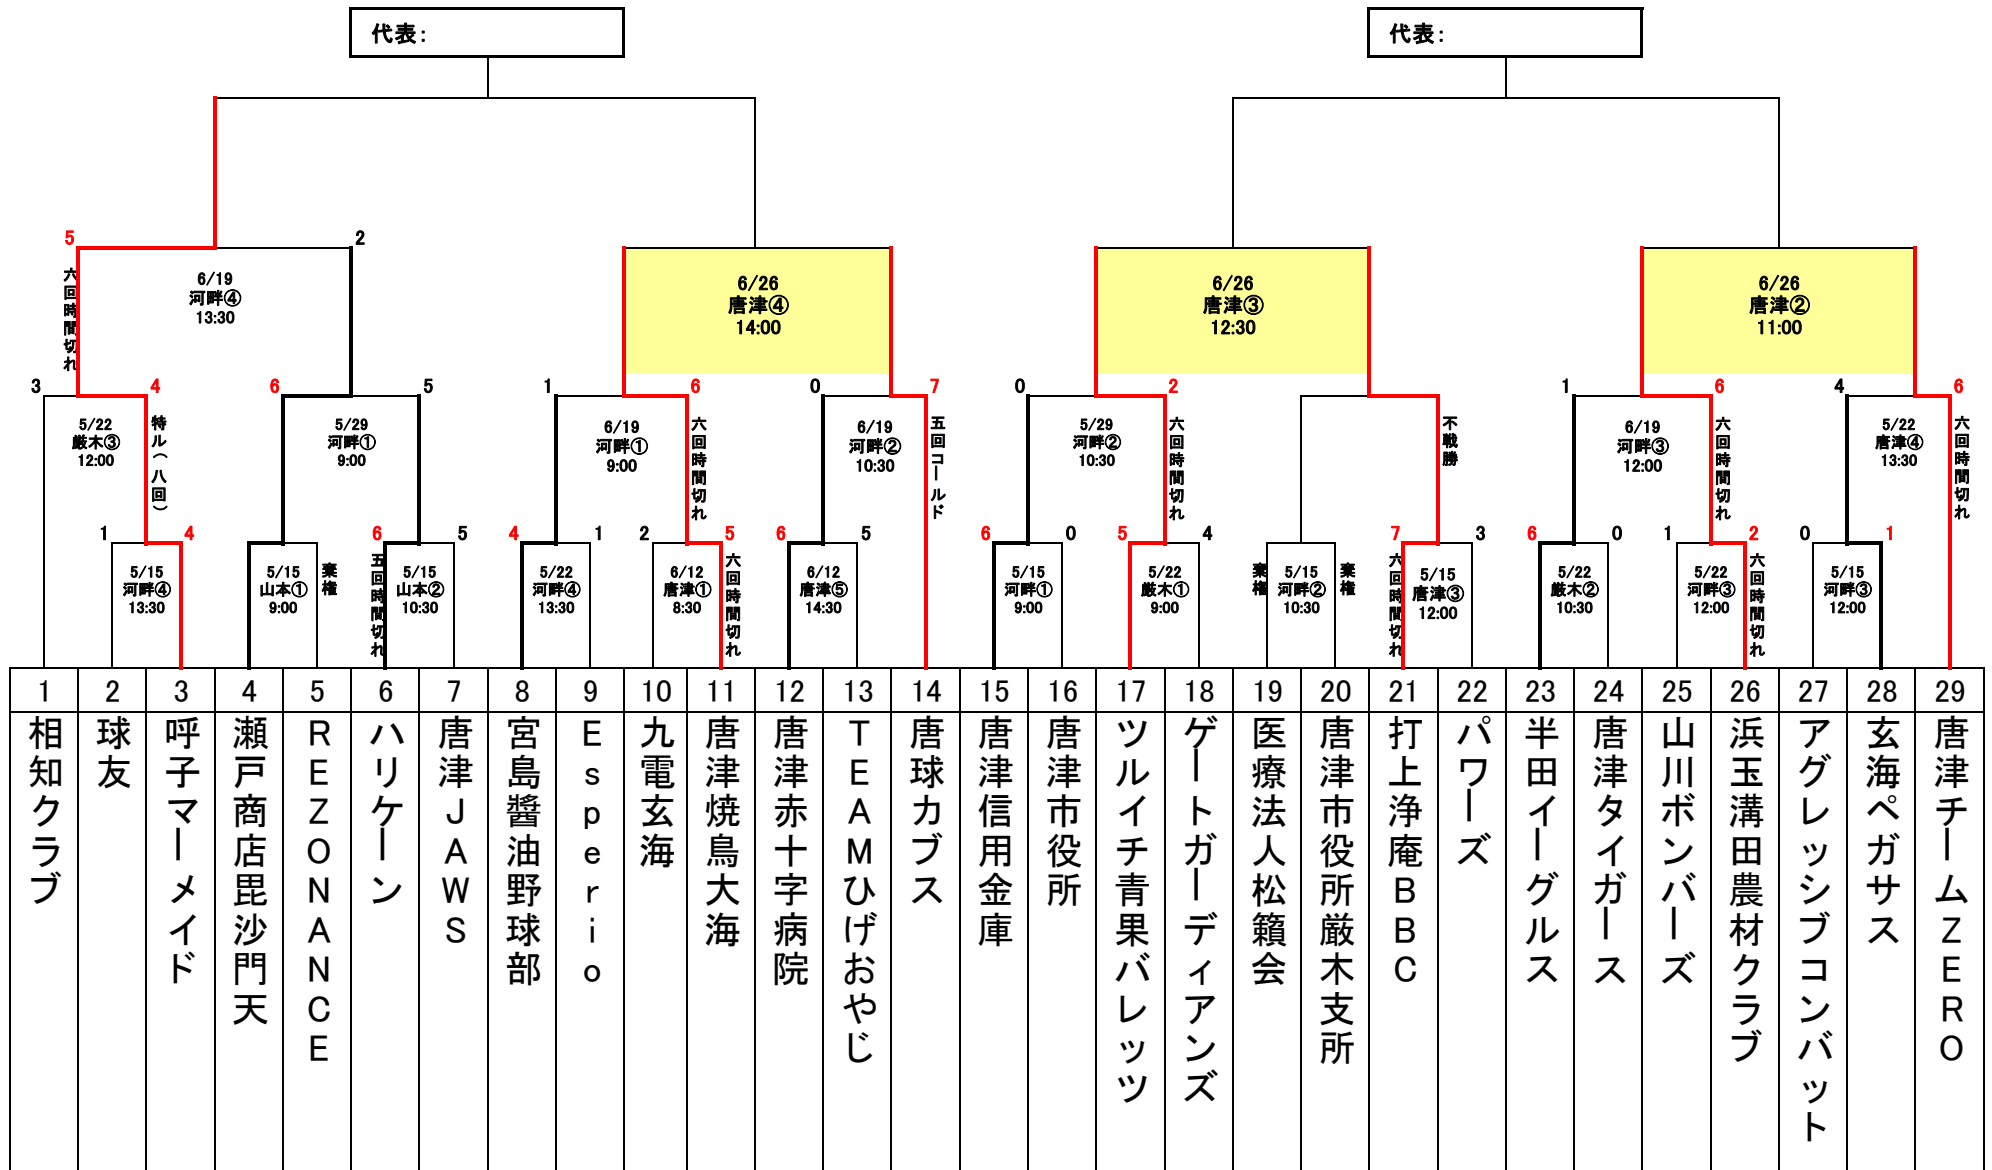 代表：
代表：
5
2
六回時間切れ
6/19
河畔④
13:30
6/26
唐津④
14:00
6/26
唐津③
12:30
6/26
唐津②
11:00
3
4
6
5
1
6
0
7
0
2
1
6
4
6
5/22
厳木③
12:00
特ル（八回）
5/29
河畔①
9:00
6/19
河畔①
9:00
六回時間切れ
6/19
河畔②
10:30
五回コールド
5/29
河畔②
10:30
六回時間切れ
不戦勝
6/19
河畔③
12:00
六回時間切れ
5/22
唐津④
13:30
六回時間切れ
1
4
6
5
4
1
2
5
6
5
6
0
5
4
7
3
6
0
1
2
0
1
5/15
河畔④
13:30
5/15
山本①
9:00
棄権
五回時間切れ
5/15
山本②
10:30
5/22
河畔④
13:30
6/12
唐津①
8:30
六回時間切れ
6/12
唐津⑤
14:30
5/15
河畔①
9:00
5/22
厳木①
9:00
棄権
5/15
河畔②
10:30
棄権
六回時間切れ
5/15
唐津③
12:00
5/22
厳木②
10:30
5/22
河畔③
12:00
六回時間切れ
5/15
河畔③
12:00
1
2
3
4
5
6
7
8
9
10
11
12
13
14
15
16
17
18
19
20
21
22
23
24
25
26
27
28
29
相知クラブ
球友
呼子マーメイド
瀬戸商店毘沙門天
REZONANCE
ハリケーン
唐津JAWS
宮島醬油野球部
Esperio
九電玄海
唐津焼鳥大海
唐津赤十字病院
TEAMひげおやじ
唐球カブス
唐津信用金庫
唐津市役所
ツルイチ青果バレッツ
ゲートガーディアンズ
医療法人松籟会
唐津市役所厳木支所
打上浄庵BBC
パワーズ
半田イーグルス
唐津タイガース
山川ボンバーズ
浜玉溝田農材クラブ
アグレッシブコンバット
玄海ペガサス
唐津チームZERO